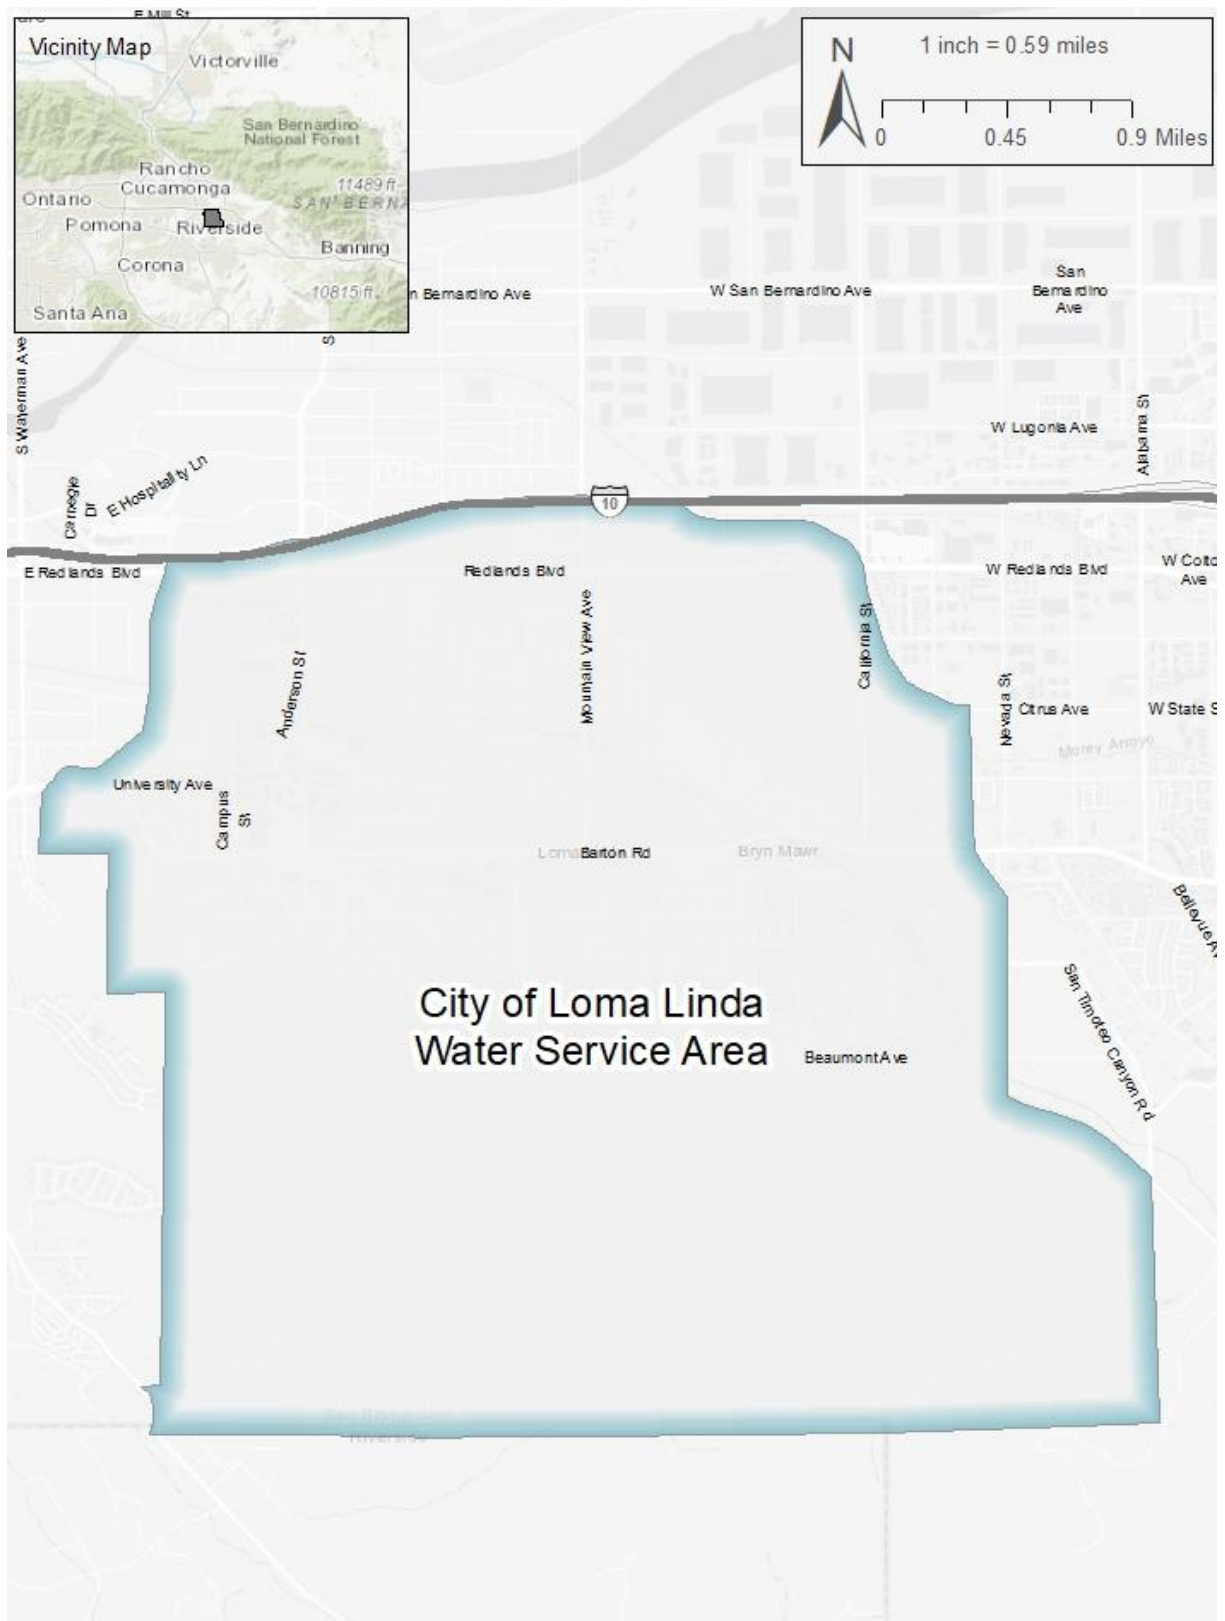 E Mill St
Vicinity Map
Victorville
San Bernardino
National Forest
Rancho
Cucamonga
11489 ft
Ontario
SAN BERNA
Pomona
Riverside
Banning
Corona
10815 ft
Santa Ana
N
1 inch = 0.59 miles
0
0.45
0.9 Miles
n Bernardino Ave
W San Bernardino Ave
San
Bernardino
Ave
S
S Waterman Ave
W Lugonia Ave
Alabama St
Carnegie
Dr
E Hospitality Ln
10
E Redlands Blvd
Redlands Blvd
W Redlands Blvd
W Colto
Ave
Mountain View Ave
California St
Anderson St
Nevada St
Citrus Ave
W State S
Morey Arroyo
University Ave
Campus
St
Loma
Barton Rd
Bryn Mawr
Bellevue Av
City of Loma Linda
Water Service Area
San Timoteo Canyon Rd
Beaumont Ave
Riverside